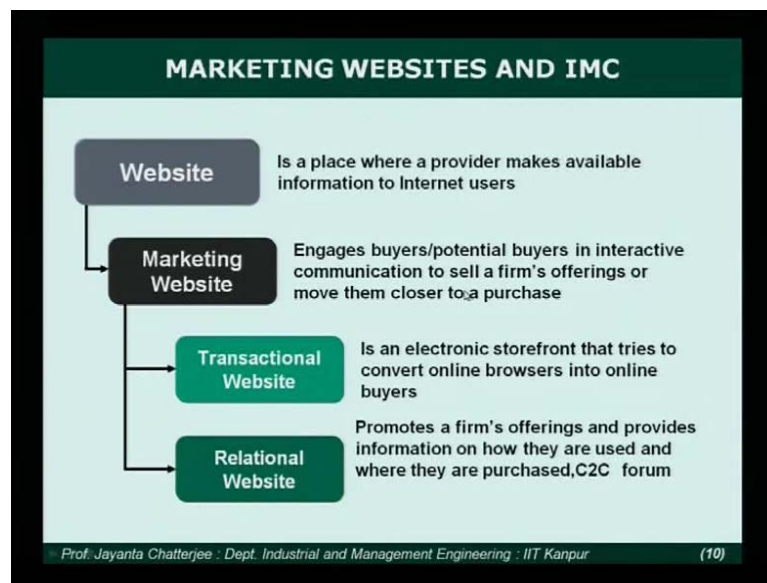 MARKETING WEBSITES AND IMC
Website
Is a place where a provider makes available
information to Internet users
Marketing
Website
Engages buyers/potential buyers in interactive
communication to sell a firm's offerings or
move them closer to a purchase
Transactional
Website
Is an electronic storefront that tries to
convert online browsers into online
buyers
Relational
Website
Promotes a firm's offerings and provides
information on how they are used and
where they are purchased,C2C forum
Prof. Jayanta Chatterjee : Dept. Industrial and Management Engineering : IIT Kanpur (10)